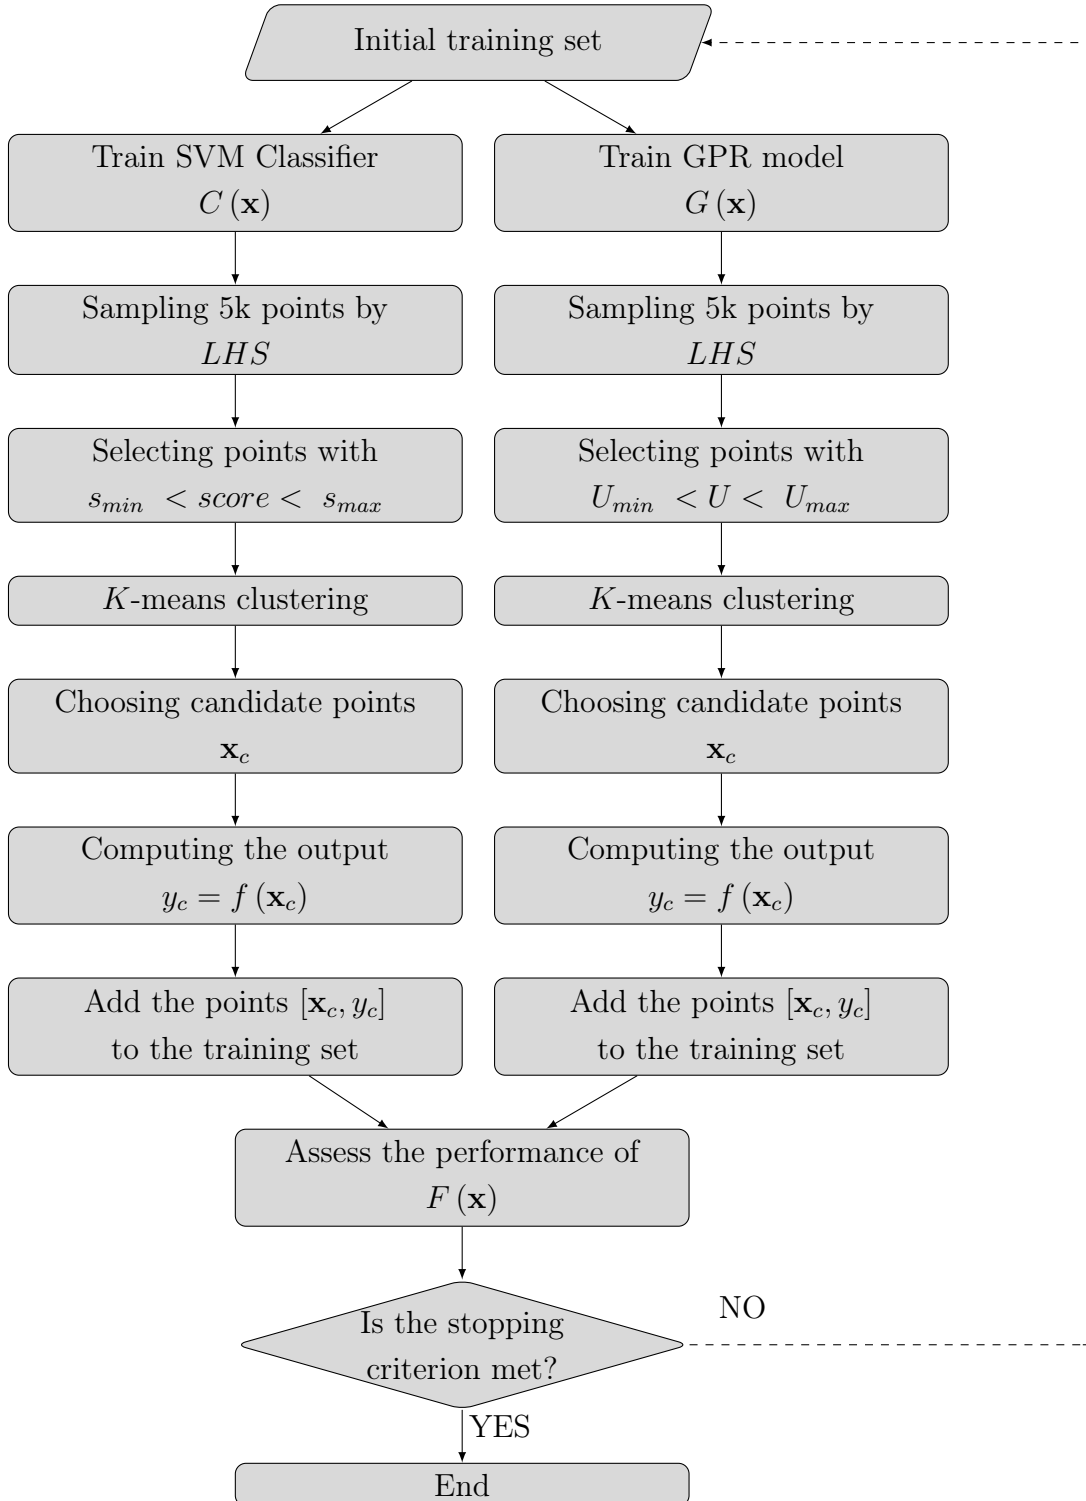 Initial training set
Train SVM Classifier
C (x)
Sampling 5k points by
LHS
Selecting points with
s_min < score < s_max
K-means clustering
Choosing candidate points
x_c
Computing the output
y_c = f (x_c)
Add the points [x_c, y_c]
to the training set
Train GPR model
G (x)
Sampling 5k points by
LHS
Selecting points with
U_min < U < U_max
K-means clustering
Choosing candidate points
x_c
Computing the output
y_c = f (x_c)
Add the points [x_c, y_c]
to the training set
Assess the performance of
F (x)
Is the stopping
criterion met?
NO
YES
End